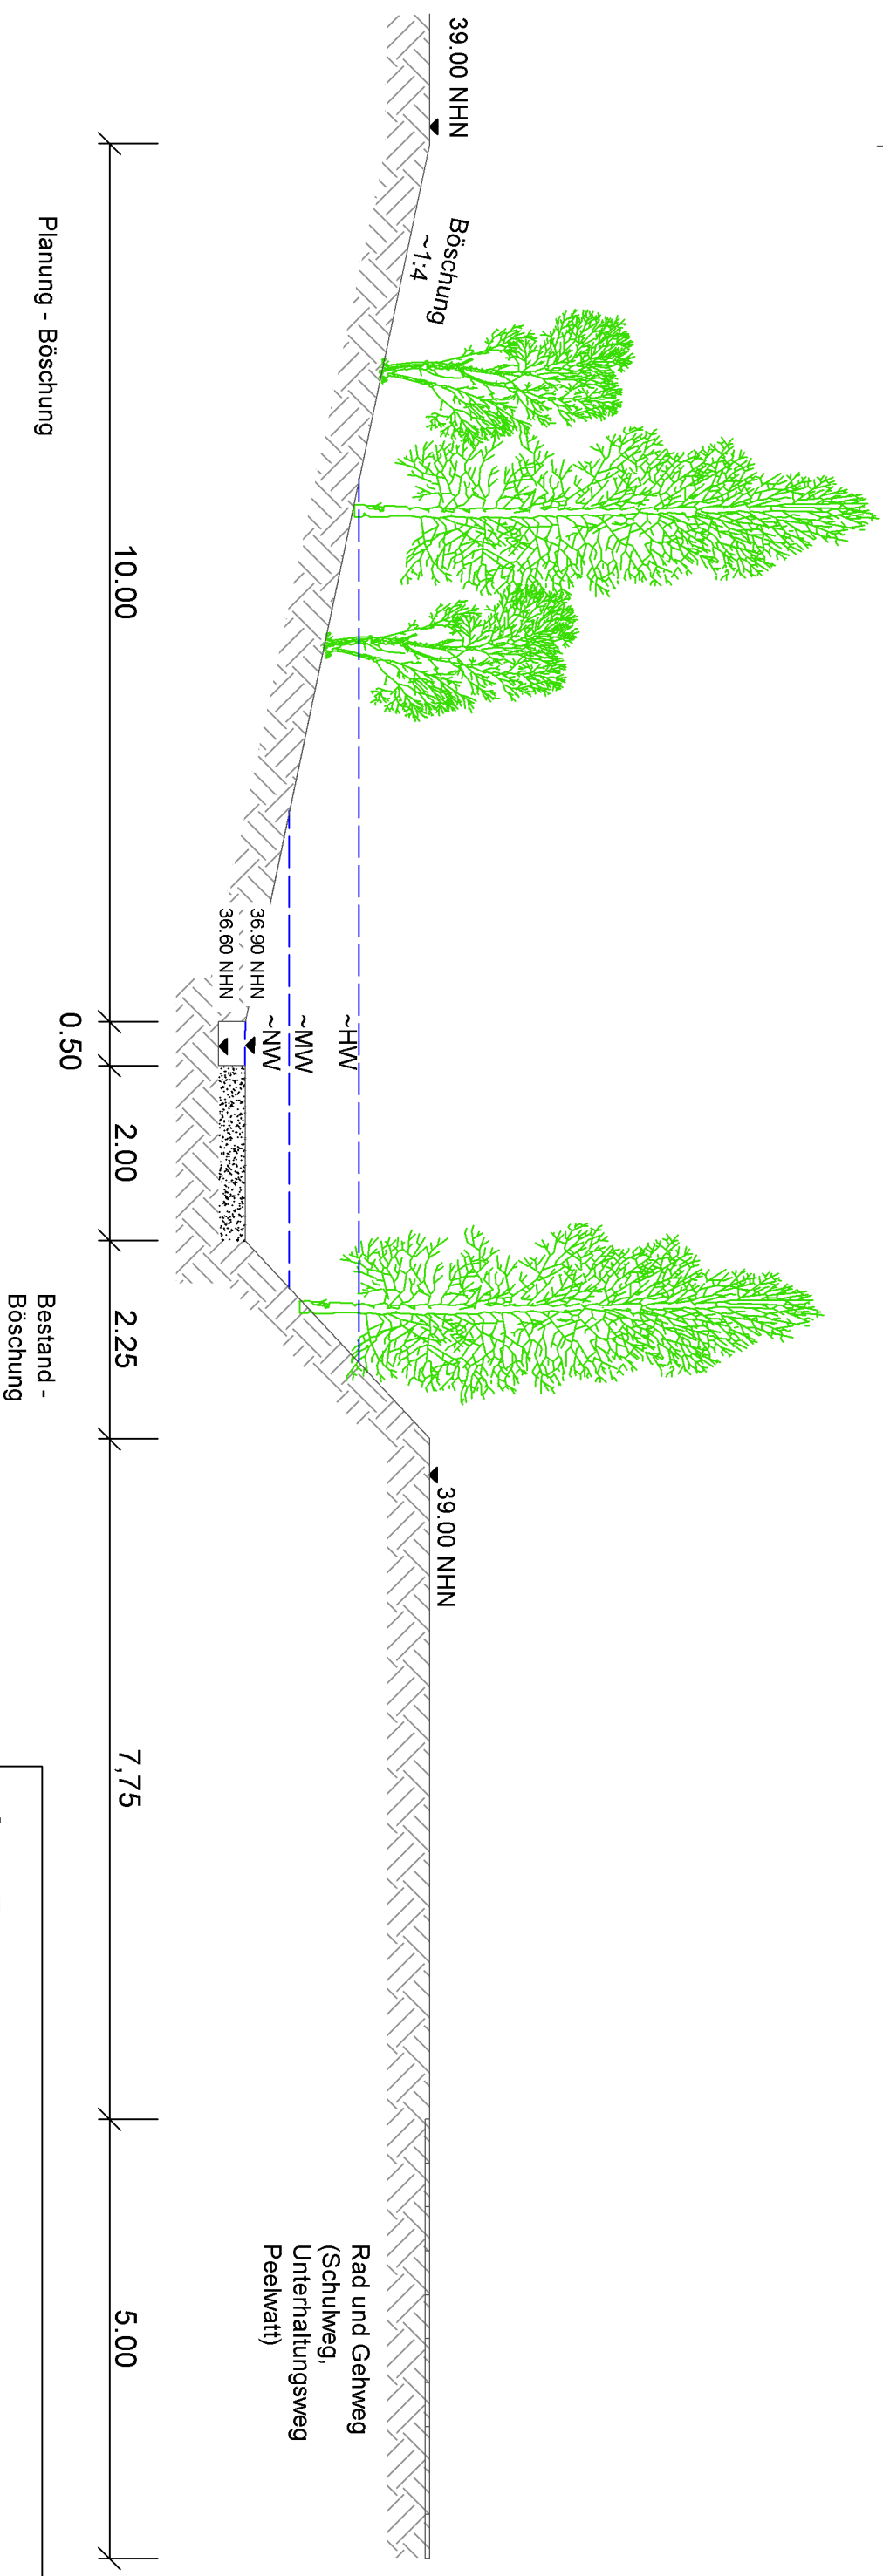 39.00 NHN
Böschung
~1:4
39.00 NHN
~HW
~MW
~NW
36.90 NHN
36.60 NHN
Rad und Gehweg
(Schulweg,
Unterhaltungsweg
Peelwatt)
10.00
0.50
2.00
2.25
7,75
5.00
Planung - Böschung
Bestand -
Böschung